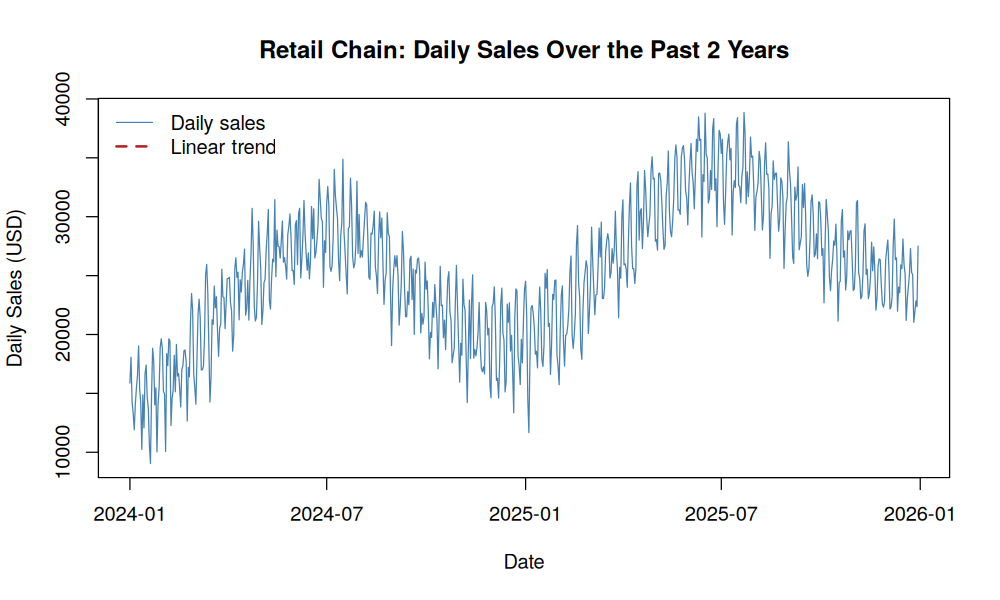 Retail Chain: Daily Sales Over the Past 2 Years
Daily sales
Linear trend
Daily Sales (USD)
40000
30000
20000
10000
2024-01 2024-07 2025-01 2025-07 2026-01
Date